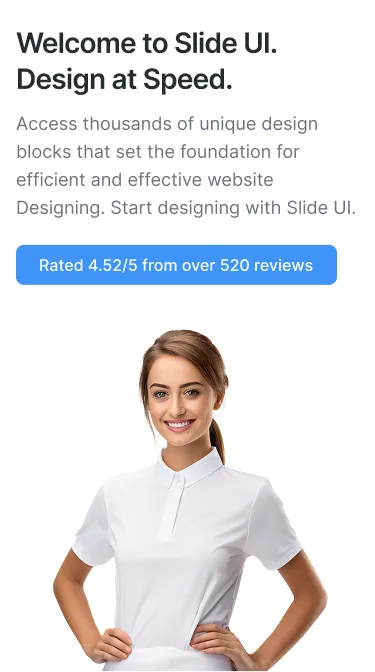 Welcome to Slide UI.
Design at Speed.
Access thousands of unique design
blocks that set the foundation for
efficient and effective website
Designing. Start designing with Slide UI.
Rated 4.52/5 from over 520 reviews